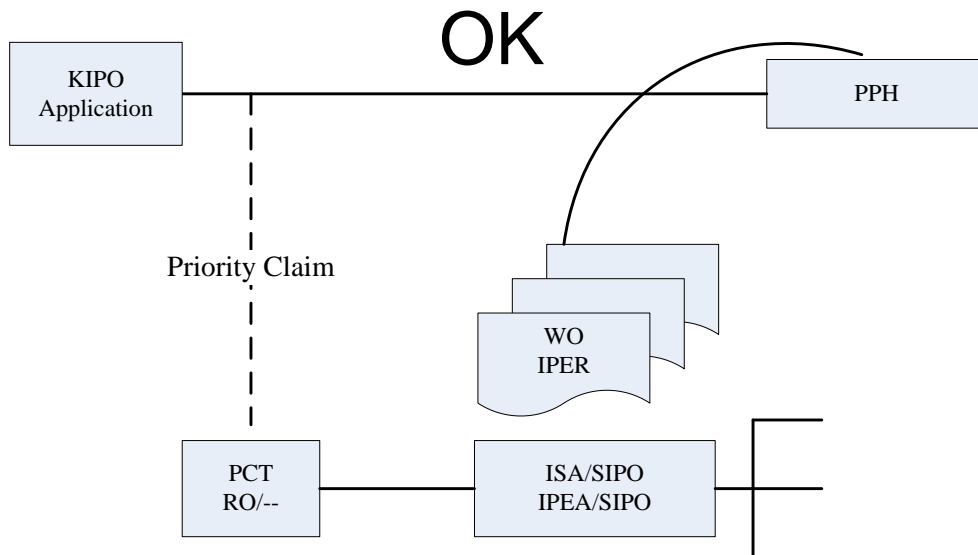 OK
KIPO
Application
PPH
Priority Claim
WO
IPER
PCT
RO/--
ISA/SIPO
IPEA/SIPO